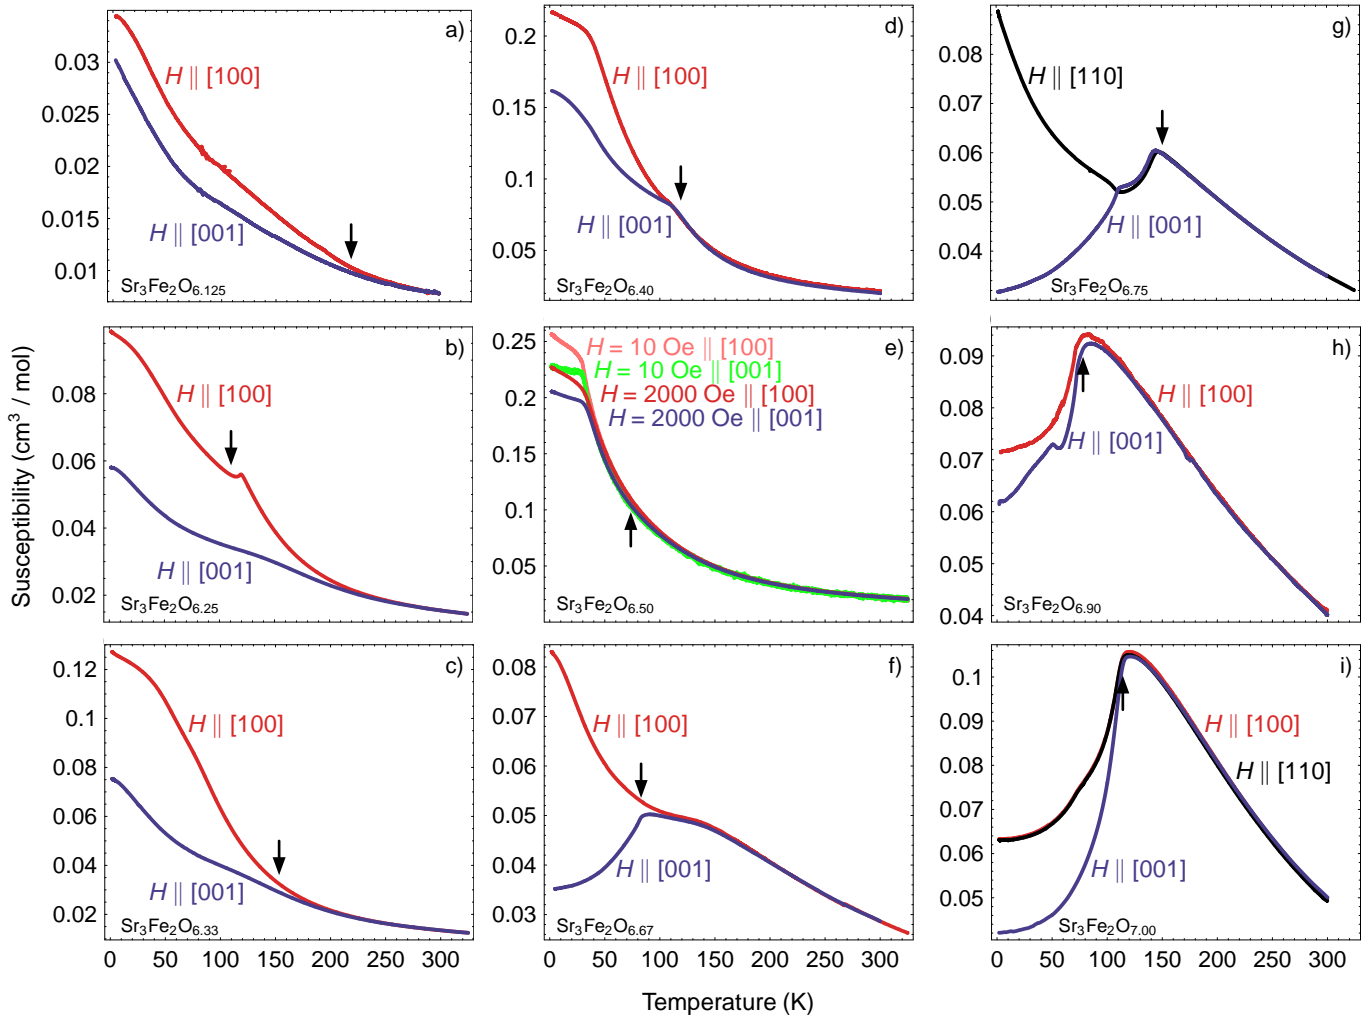 Susceptibility (cm³ / mol)
a)
H || [100]
H || [001]
Sr₃Fe₂O₆.₁₂₅
0.03
0.025
0.02
0.015
0.01
b)
H || [100]
H || [001]
Sr₃Fe₂O₆.₂₅
0.08
0.06
0.04
0.02
c)
H || [100]
H || [001]
Sr₃Fe₂O₆.₃₃
0.12
0.1
0.08
0.06
0.04
0.02
0 50 100 150 200 250 300
d)
H || [100]
H || [001]
Sr₃Fe₂O₆.₄₀
0.2
0.15
0.1
0.05
e)
H = 10 Oe || [100]
H = 10 Oe || [001]
H = 2000 Oe || [100]
H = 2000 Oe || [001]
Sr₃Fe₂O₆.₅₀
0.25
0.2
0.15
0.1
0.05
f)
H || [100]
H || [001]
Sr₃Fe₂O₆.₆₇
0.08
0.07
0.06
0.05
0.04
0.03
0 50 100 150 200 250 300
g)
H || [110]
H || [001]
Sr₃Fe₂O₆.₇₅
0.08
0.07
0.06
0.05
0.04
h)
H || [100]
H || [001]
Sr₃Fe₂O₆.₉₀
0.09
0.08
0.07
0.06
0.05
0.04
i)
H || [100]
H || [110]
H || [001]
Sr₃Fe₂O₇.₀₀
0.1
0.09
0.08
0.07
0.06
0.05
0 50 100 150 200 250 300
Temperature (K)